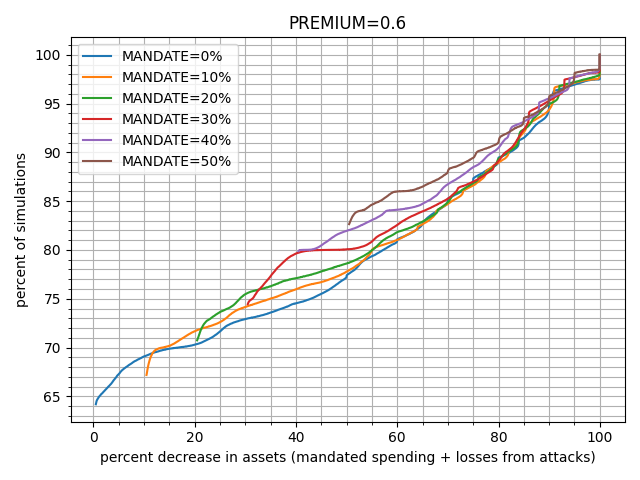 PREMIUM=0.6
100
95
90
85
80
75
70
65
percent of simulations
MANDATE=0%
MANDATE=10%
MANDATE=20%
MANDATE=30%
MANDATE=40%
MANDATE=50%
0 20 40 60 80 100
percent decrease in assets (mandated spending + losses from attacks)